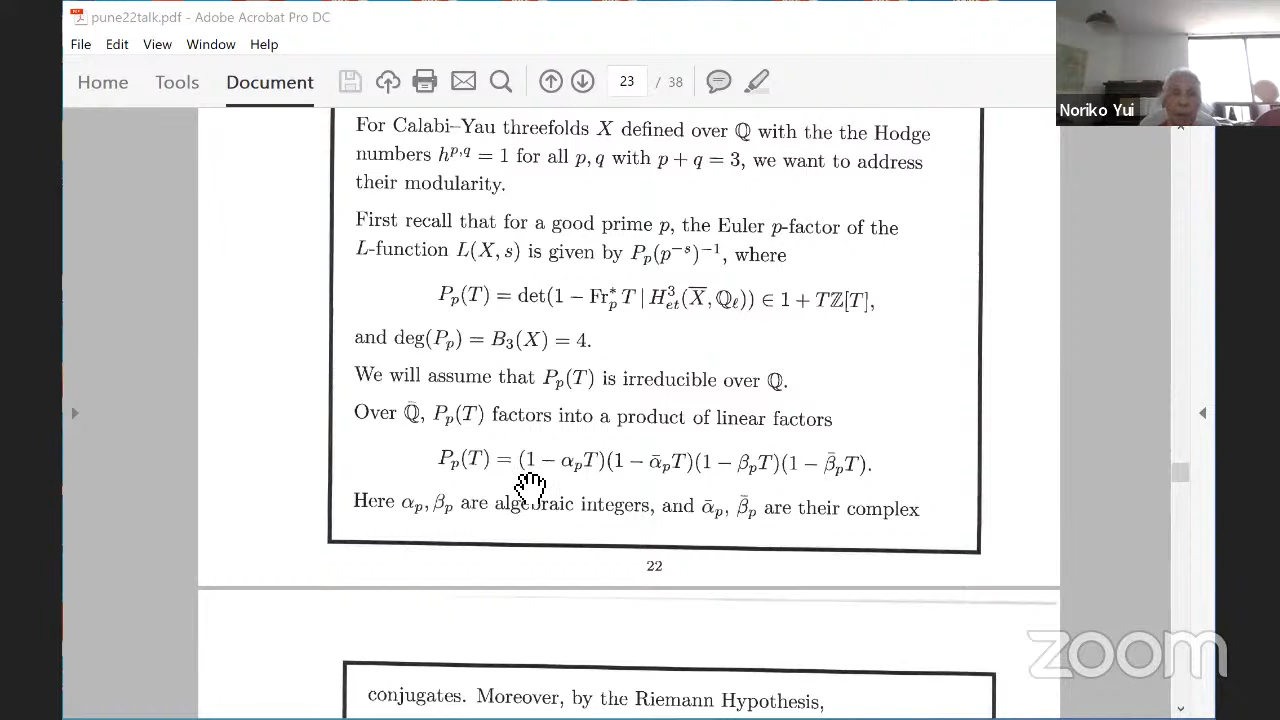 pune22talk.pdf - Adobe Acrobat Pro DC
File Edit View Window Help
Home Tools Document 23 / 38
Noriko Yui
For Calabi–Yau threefolds X defined over ℚ with the the Hodge
numbers h^{p,q} = 1 for all p, q with p + q = 3, we want to address
their modularity.
First recall that for a good prime p, the Euler p-factor of the
L-function L(X, s) is given by P_p(p^{-s})^{-1}, where
P_p(T) = det(1 − Fr*_p T | H^3_{et}(X̅, ℚ_ℓ)) ∈ 1 + Tℤ[T],
and deg(P_p) = B_3(X) = 4.
We will assume that P_p(T) is irreducible over ℚ.
Over ℚ̄, P_p(T) factors into a product of linear factors
P_p(T) = (1 − α_pT)(1 − ᾱ_pT)(1 − β_pT)(1 − β̄_pT).
Here α_p, β_p are algebraic integers, and ᾱ_p, β̄_p are their complex
22
zoom
conjugates. Moreover, by the Riemann Hypothesis,